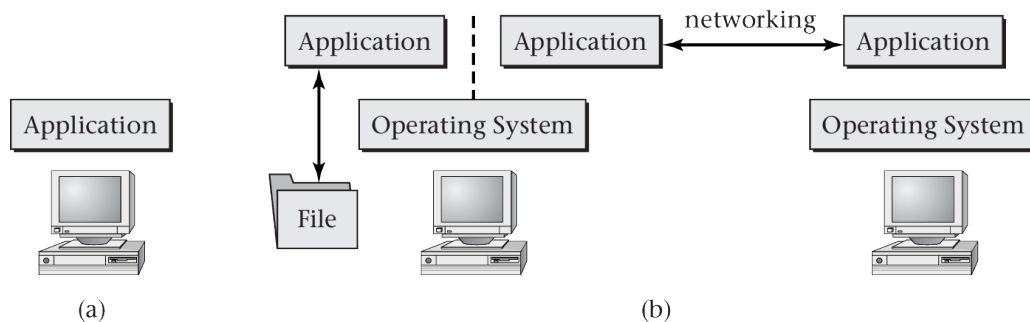 networking
Application
Application
Application
Application
Operating System
Operating System
File
(a)
(b)